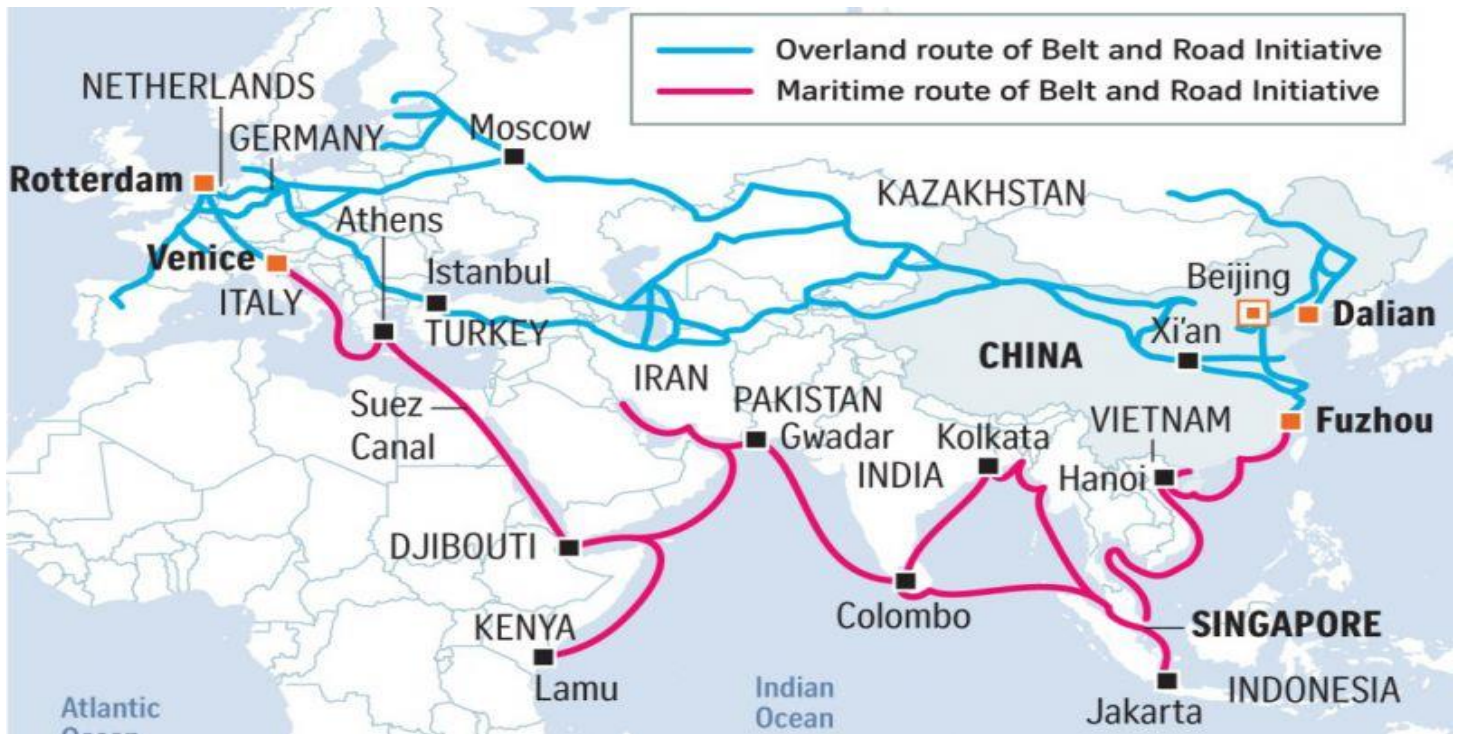 Overland route of Belt and Road Initiative
Maritime route of Belt and Road Initiative
NETHERLANDS
GERMANY
Moscow
Rotterdam
KAZAKHSTAN
Athens
Venice
Istanbul
Beijing
ITALY
TURKEY
Dalian
Xi'an
CHINA
IRAN
Suez
Canal
PAKISTAN
Gwadar
VIETNAM
Fuzhou
Kolkata
INDIA
Hanoi
DJIBOUTI
Colombo
KENYA
SINGAPORE
Lamu
Indian
Ocean
INDONESIA
Jakarta
Atlantic
Ocean